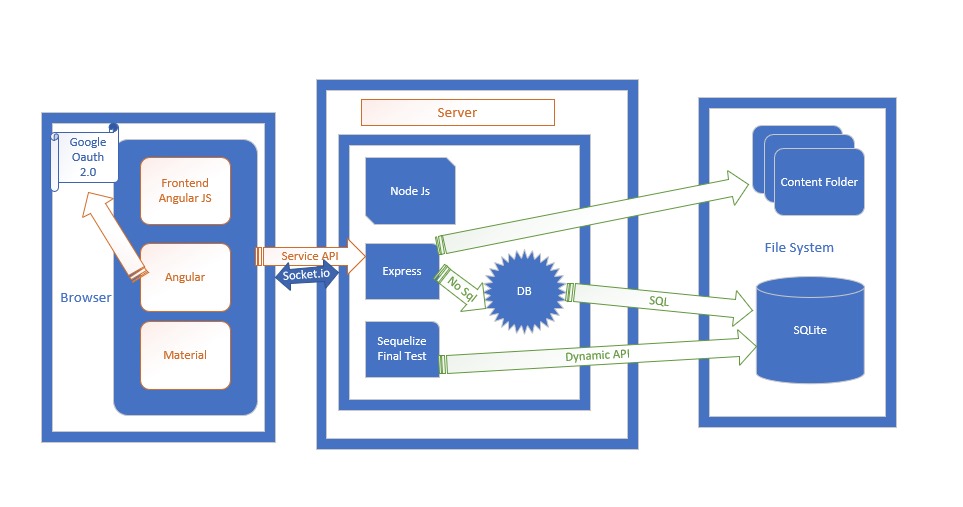 Google
Oauth
2.0
Frontend
Angular JS
Angular
Material
Browser
Service API
Socket.io
Server
Node Js
Express
No Sql
DB
Sequelize
Final Test
SQL
Dynamic API
Content Folder
File System
SQLite